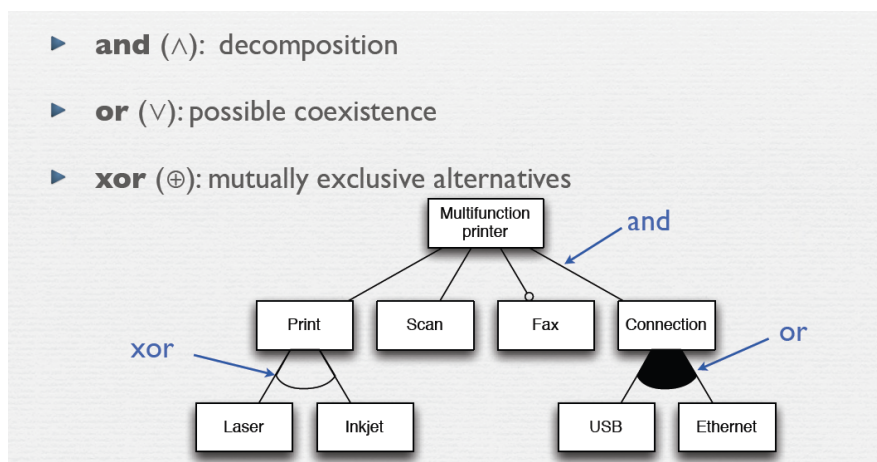 and (∧): decomposition
or (∨): possible coexistence
xor (⊕): mutually exclusive alternatives
Multifunction
printer
and
Print
Scan
Fax
Connection
xor
or
Laser
Inkjet
USB
Ethernet